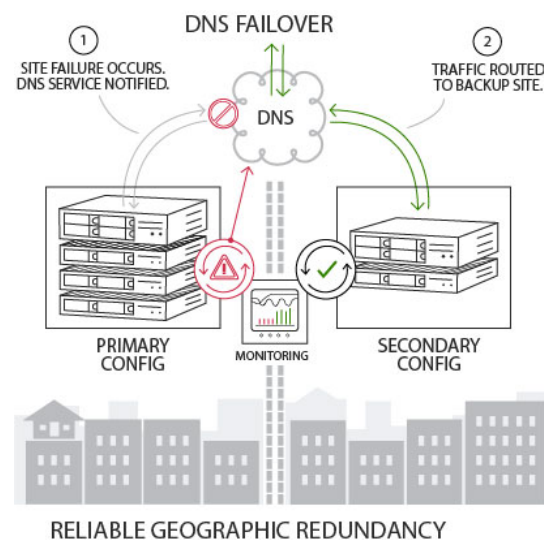 DNS FAILOVER
1
SITE FAILURE OCCURS.
DNS SERVICE NOTIFIED.
2
TRAFFIC ROUTED
TO BACKUP SITE.
DNS
PRIMARY
CONFIG
MONITORING
SECONDARY
CONFIG
RELIABLE GEOGRAPHIC REDUNDANCY